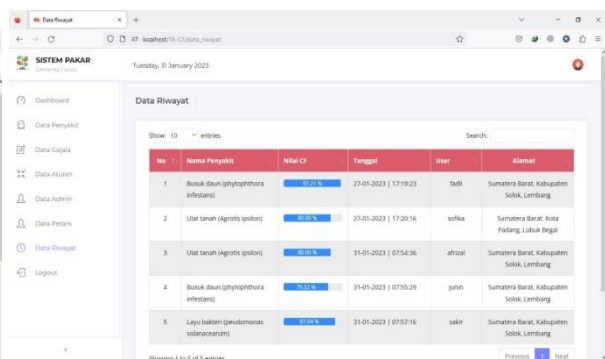 Data Riwayat
localhost/TA-CF/data_riwayat
SISTEM PAKAR
Certainty Factor
Tuesday, 31 January 2023
Dashboard
Data Penyakit
Data Gejala
Data Aturan
Data Admin
Data Petani
Data Riwayat
Logout
Data Riwayat
Show 10 entries
Search:
No Nama Penyakit Nilai CF Tanggal User Alamat
1 Busuk daun (phytophthora infestans) 97.21 % 27-01-2023 | 17:19:23 fadli Sumatera Barat, Kabupaten
Solok, Lembang
2 Ulat tanah (Agrotis ipsilon) 80.00 % 27-01-2023 | 17:20:16 sofika Sumatera Barat, Kota
Padang, Lubuk Begal
3 Ulat tanah (Agrotis ipsilon) 80.00 % 31-01-2023 | 07:54:36 afrizal Sumatera Barat, Kabupaten
Solok, Lembang
4 Busuk daun (phytophthora infestans) 75.52 % 31-01-2023 | 07:55:29 junin Sumatera Barat, Kabupaten
Solok, Lembang
5 Layu bakteri (peudomonas solanacearum) 87.04 % 31-01-2023 | 07:57:16 sakir Sumatera Barat, Kabupaten
Solok, Lembang
Showing 1 to 5 of 5 entries
Previous 1 Next